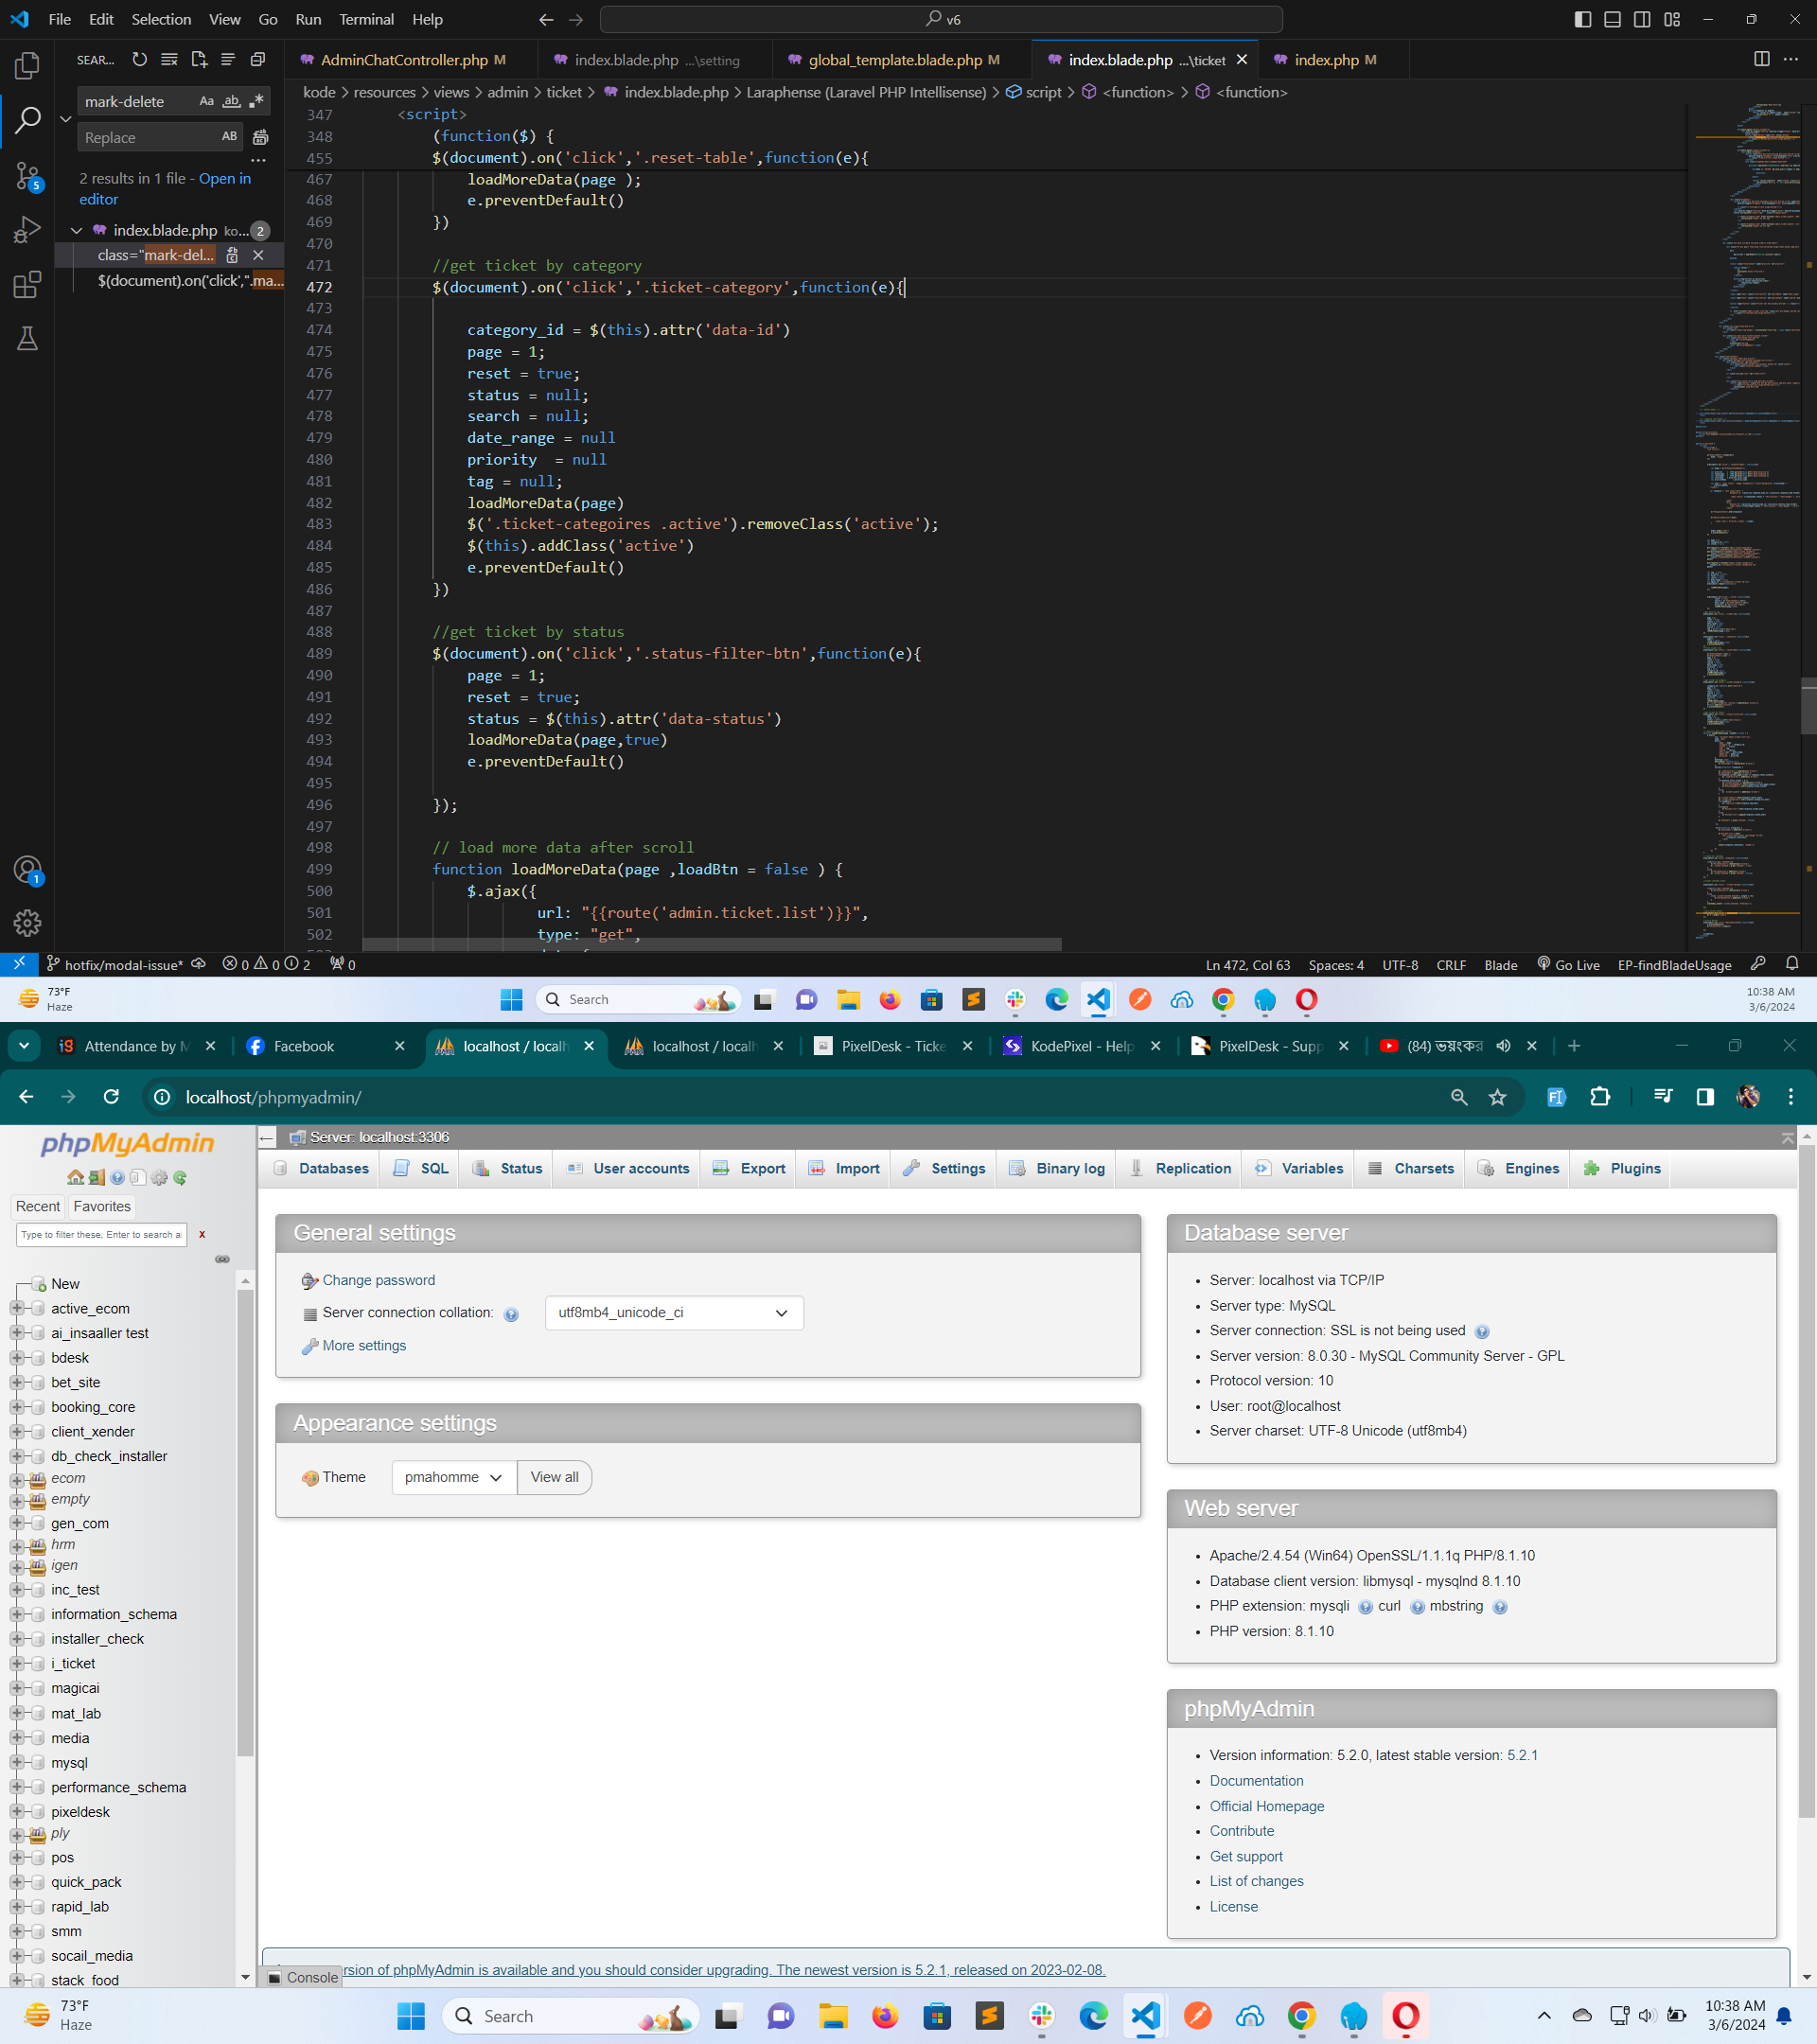 File Edit Selection View Go Run Terminal Help
v6
SEAR...
AdminChatController.php M
index.blade.php ...\setting
global_template.blade.php M
index.blade.php ...\ticket
index.php M
mark-delete
Aa ab
Replace
AB
2 results in 1 file - Open in
editor
index.blade.php ko... 2
class="mark-del...
$(document).on('click',".ma...
5
1
kode > resources > views > admin > ticket > index.blade.php > Laraphense (Laravel PHP Intellisense) > script > <function> > <function>
347 <script>
348 (function($) {
455 $(document).on('click','.reset-table',function(e){
467 loadMoreData(page );
468 e.preventDefault()
469 })
470
471 //get ticket by category
472 $(document).on('click','.ticket-category',function(e){
473
474 category_id = $(this).attr('data-id')
475 page = 1;
476 reset = true;
477 status = null;
478 search = null;
479 date_range = null
480 priority  = null
481 tag = null;
482 loadMoreData(page)
483 $('.ticket-categoires .active').removeClass('active');
484 $(this).addClass('active')
485 e.preventDefault()
486 })
487
488 //get ticket by status
489 $(document).on('click','.status-filter-btn',function(e){
490 page = 1;
491 reset = true;
492 status = $(this).attr('data-status')
493 loadMoreData(page,true)
494 e.preventDefault()
495
496 });
497
498 // load more data after scroll
499 function loadMoreData(page ,loadBtn = false ) {
500 $.ajax({
501 url: "{{route('admin.ticket.list')}}",
502 type: "get",
hotfix/modal-issue* 0 0 2 0
Ln 472, Col 63 Spaces: 4 UTF-8 CRLF Blade Go Live EP-findBladeUsage
73°F
Haze
Search
10:38 AM
3/6/2024
Attendance by M
Facebook
localhost / localh
localhost / localh
PixelDesk - Ticke
KodePixel - Help
PixelDesk - Supp
(84) ভয়ংকর
localhost/phpmyadmin/
phpMyAdmin
Recent Favorites
Type to filter these, Enter to search al
x
New
active_ecom
ai_insaaller test
bdesk
bet_site
booking_core
client_xender
db_check_installer
ecom
empty
gen_com
hrm
igen
inc_test
information_schema
installer_check
i_ticket
magicai
mat_lab
media
mysql
performance_schema
pixeldesk
ply
pos
quick_pack
rapid_lab
smm
socail_media
stack_food
Server: localhost:3306
Databases SQL Status User accounts Export Import Settings Binary log Replication Variables Charsets Engines Plugins
General settings
Change password
Server connection collation: utf8mb4_unicode_ci
More settings
Appearance settings
Theme pmahomme View all
Database server
• Server: localhost via TCP/IP
• Server type: MySQL
• Server connection: SSL is not being used
• Server version: 8.0.30 - MySQL Community Server - GPL
• Protocol version: 10
• User: root@localhost
• Server charset: UTF-8 Unicode (utf8mb4)
Web server
• Apache/2.4.54 (Win64) OpenSSL/1.1.1q PHP/8.1.10
• Database client version: libmysql - mysqlnd 8.1.10
• PHP extension: mysqli curl mbstring
• PHP version: 8.1.10
phpMyAdmin
• Version information: 5.2.0, latest stable version: 5.2.1
• Documentation
• Official Homepage
• Contribute
• Get support
• List of changes
• License
Console
rsion of phpMyAdmin is available and you should consider upgrading. The newest version is 5.2.1, released on 2023-02-08.
73°F
Haze
Search
10:38 AM
3/6/2024